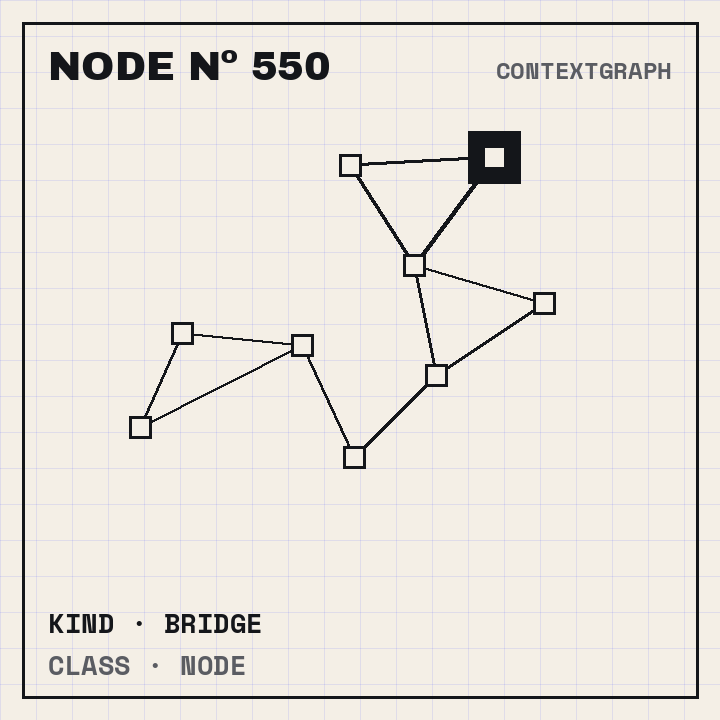 NODE Nº 550
CONTEXTGRAPH
KIND · BRIDGE
CLASS · NODE